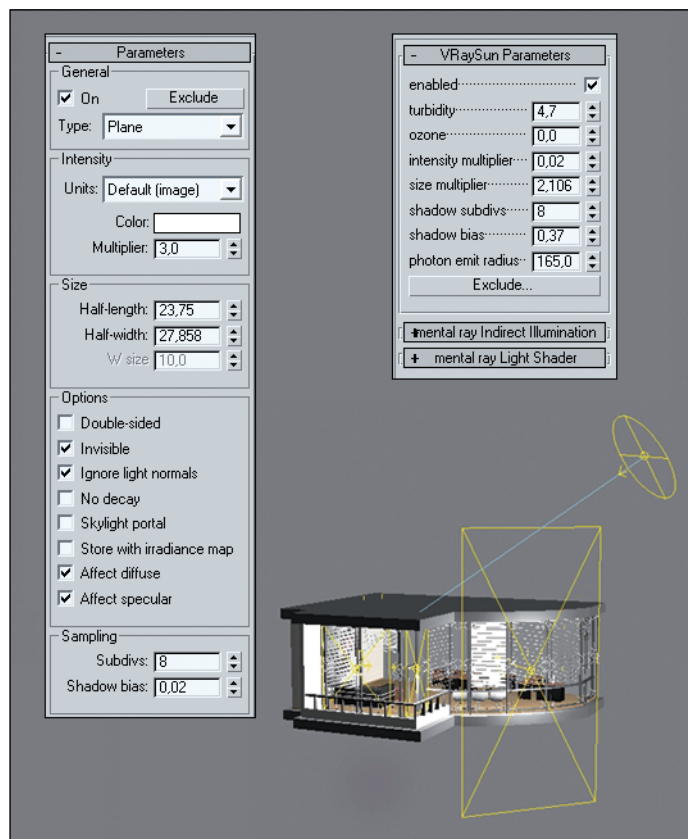 - Parameters
General
On Exclude
Type: Plane
Intensity
Units: Default (image)
Color:
Multiplier: 3,0
Size
Half-length: 23,75
Half-width: 27,858
W size 10,0
Options
Double-sided
Invisible
Ignore light normals
No decay
Skylight portal
Store with irradiance map
Affect diffuse
Affect specular
Sampling
Subdivs: 8
Shadow bias: 0,02
- VRaySun Parameters
enabled
turbidity 4,7
ozone 0,0
intensity multiplier 0,02
size multiplier 2,106
shadow subdivs 8
shadow bias 0,37
photon emit radius 165,0
Exclude...
+ mental ray Indirect Illumination
+ mental ray Light Shader